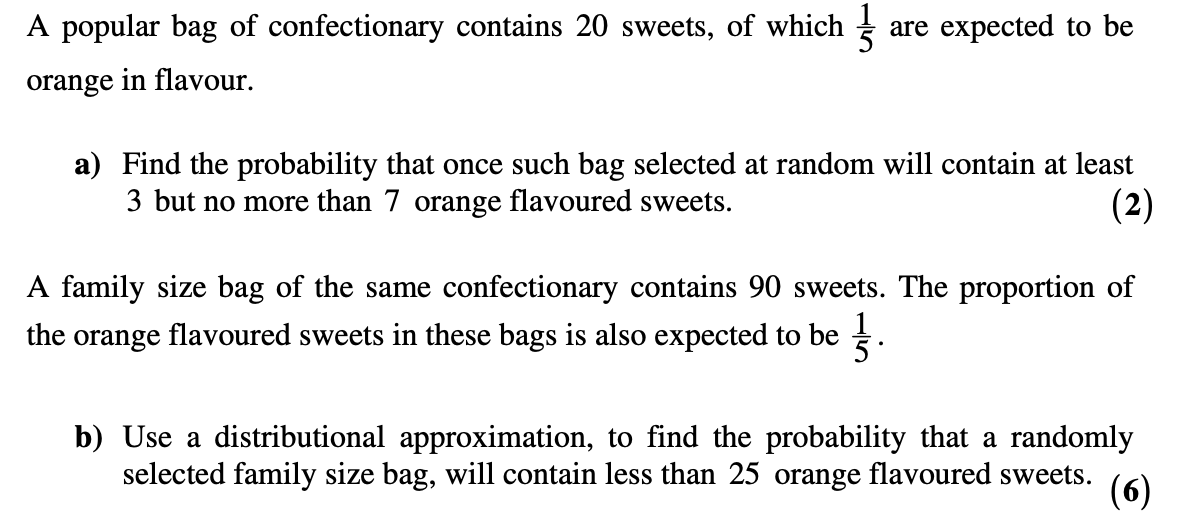 A popular bag of confectionary contains 20 sweets, of which 1/5 are expected to be
orange in flavour.
a) Find the probability that once such bag selected at random will contain at least
3 but no more than 7 orange flavoured sweets. (2)
A family size bag of the same confectionary contains 90 sweets. The proportion of
the orange flavoured sweets in these bags is also expected to be 1/5.
b) Use a distributional approximation, to find the probability that a randomly
selected family size bag, will contain less than 25 orange flavoured sweets. (6)